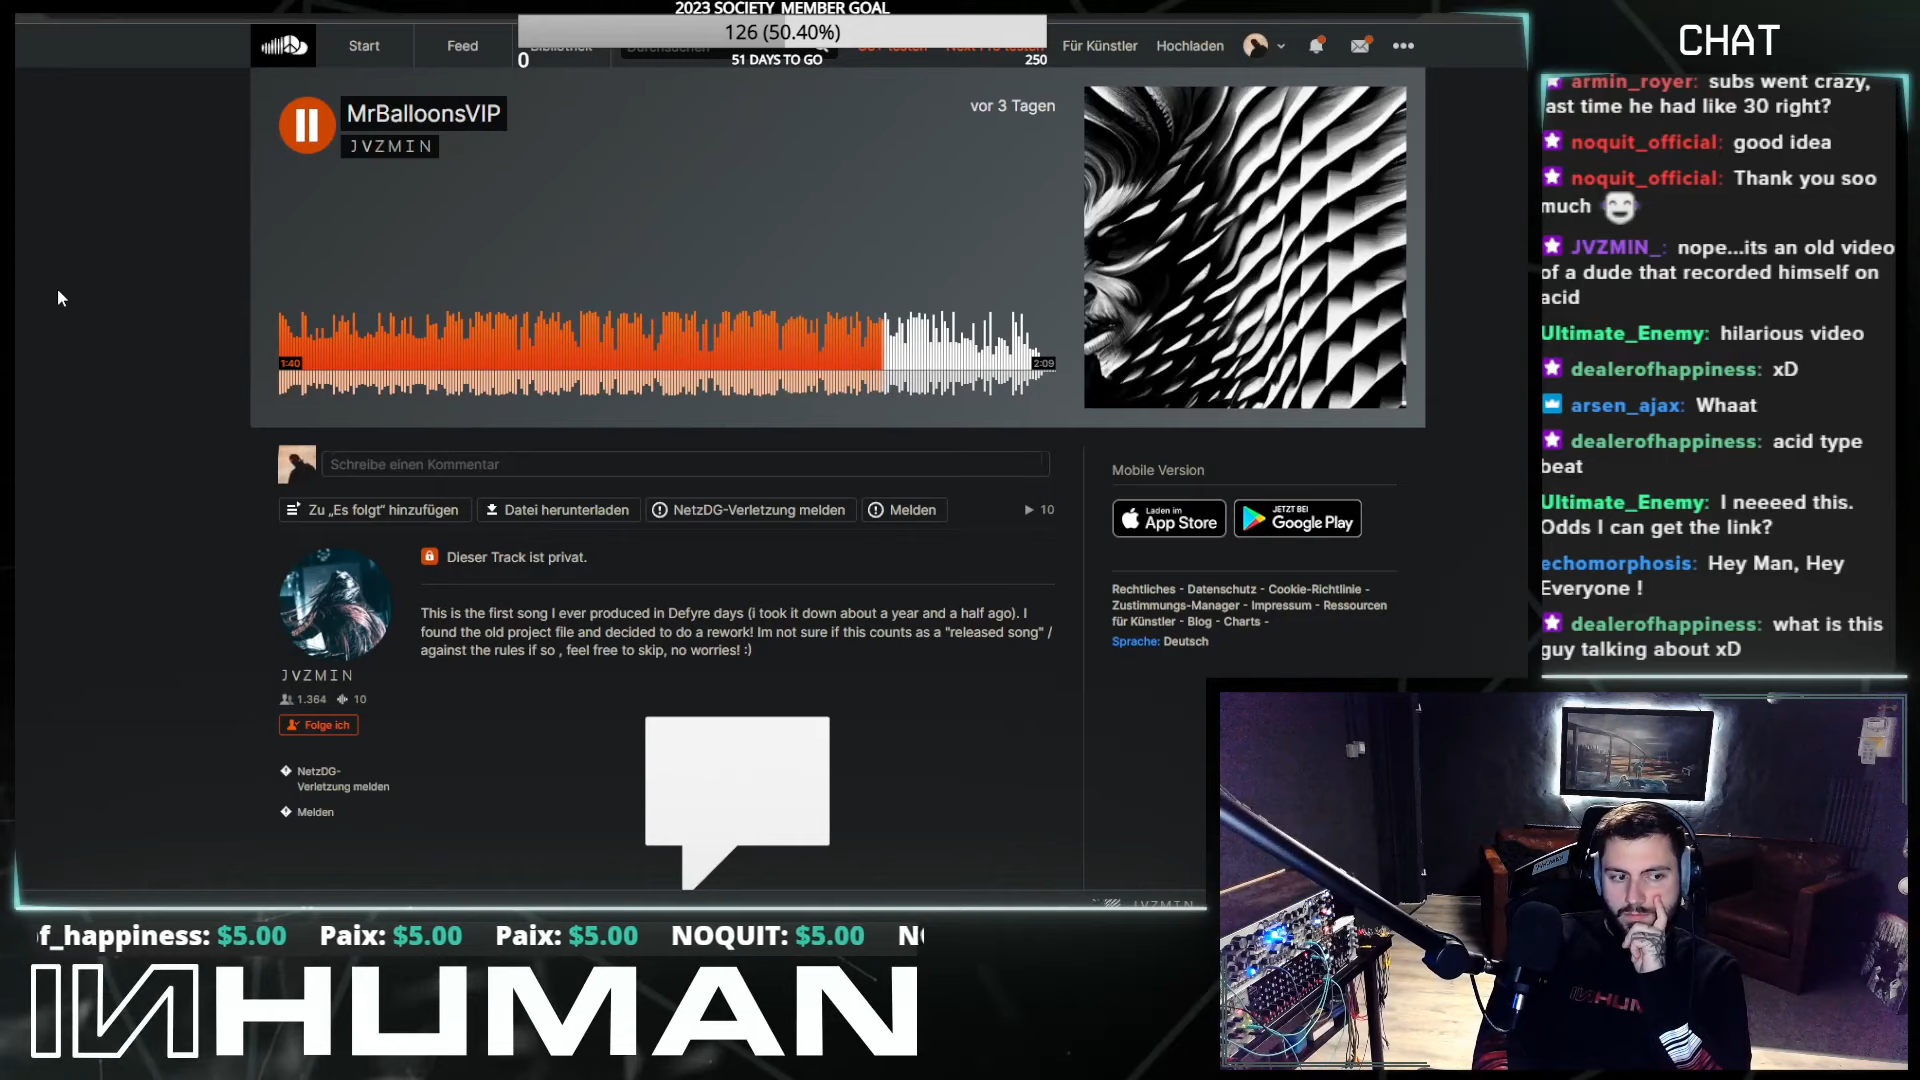 2023 SOCIETY MEMBER GOAL
126 (50.40%)
0
51 DAYS TO GO
250
Start
Feed
Für Künstler
Hochladen
MrBalloonsVIP
JVZMIN
vor 3 Tagen
1:40
2:09
Schreibe einen Kommentar
Zu „Es folgt“ hinzufügen
Datei herunterladen
NetzDG-Verletzung melden
Melden
10
Dieser Track ist privat.
This is the first song I ever produced in Defyre days (i took it down about a year and a half ago). I
found the old project file and decided to do a rework! Im not sure if this counts as a "released song" /
against the rules if so , feel free to skip, no worries! :)
JVZMIN
1.364
10
Folge ich
NetzDG-
Verletzung melden
Melden
Mobile Version
Laden im
App Store
JETZT BEI
Google Play
Rechtliches - Datenschutz - Cookie-Richtlinie -
Zustimmungs-Manager - Impressum - Ressourcen
für Künstler - Blog - Charts -
Sprache: Deutsch
JVZMIN
CHAT
armin_royer: subs went crazy,
ast time he had like 30 right?
noquit_official: good idea
noquit_official: Thank you soo
much
JVZMIN_: nope...its an old video
of a dude that recorded himself on
acid
Ultimate_Enemy: hilarious video
dealerofhappiness: xD
arsen_ajax: Whaat
dealerofhappiness: acid type
beat
Ultimate_Enemy: I neeeed this.
Odds I can get the link?
echomorphosis: Hey Man, Hey
Everyone !
dealerofhappiness: what is this
guy talking about xD
f_happiness: $5.00 Paix: $5.00 Paix: $5.00 NOQUIT: $5.00 N
INHUMAN